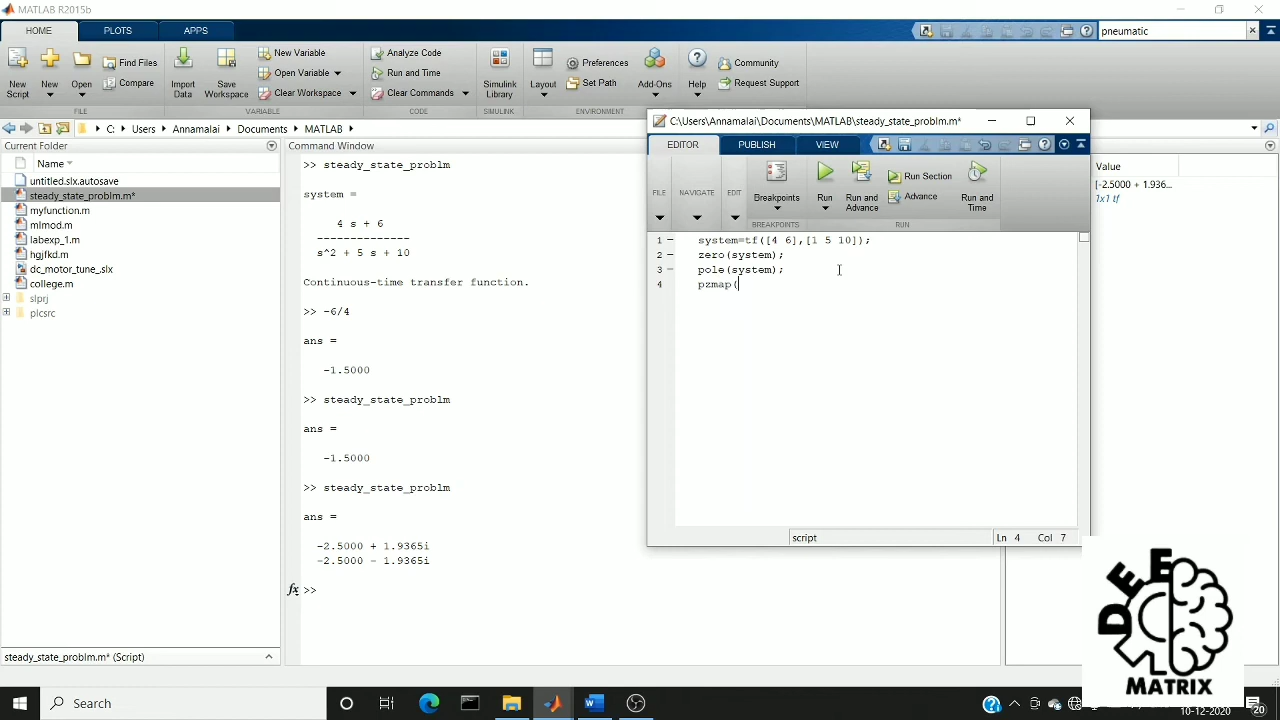 MATLAB R2015b
HOME PLOTS APPS
pneumatic
New Script
New
Open
Find Files
Compare
Import Data
Save Workspace
New Variable
Open Variable
Clear Workspace
Analyze Code
Run and Time
Clear Commands
Simulink Library
Layout
Preferences
Set Path
Add-Ons
Help
Community
Request Support
FILE VARIABLE CODE SIMULINK ENVIRONMENT
C: Users Annamalai Documents MATLAB
Current Folder
Name
untitled.slx.autosave
steady_state_problm.m*
myfunction.m
mlmod.m
labexp_1.m
hgjfkd.m
dc_motor_tune_slx
college.m
slprj
plcsrc
steady_state_problm.m* (Script)
Command Window
>> steady_state_problm
system =
4 s + 6
--------------
s^2 + 5 s + 10
Continuous-time transfer function.
>> -6/4
ans =
-1.5000
>> steady_state_problm
ans =
-1.5000
>> steady_state_problm
ans =
-2.5000 + 1.9365i
-2.5000 - 1.9365i
fx >>
C:\Users\Annamalai\Documents\MATLAB\steady_state_problm.m*
EDITOR PUBLISH VIEW
FILE
NAVIGATE
EDIT
Breakpoints
Run
Run and Advance
Run Section
Advance
Run and Time
BREAKPOINTS RUN
1 system=tf([4 6],[1 5 10]);
2 zero(system);
3 pole(system);
4 pzmap(
script Ln 4 Col 7
Value
[-2.5000 + 1.936...
1x1 tf
DEE
MATRIX
Search
10-12-2020
20